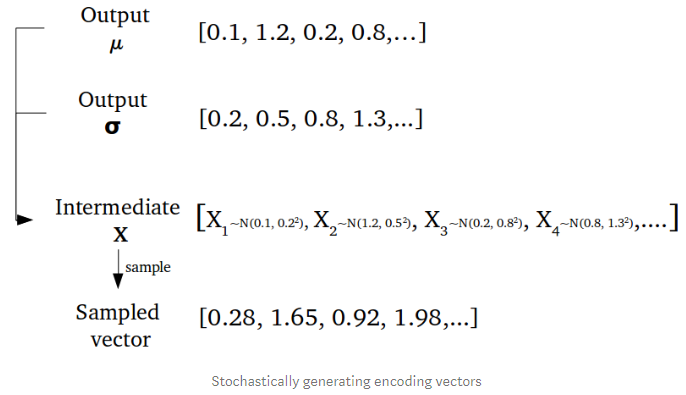 Output
μ
[0.1, 1.2, 0.2, 0.8,...]
Output
σ
[0.2, 0.5, 0.8, 1.3,...]
Intermediate
X
[X₁~N(0.1, 0.2²), X₂~N(1.2, 0.5²), X₃~N(0.2, 0.8²), X₄~N(0.8, 1.3²),....]
sample
Sampled
vector
[0.28, 1.65, 0.92, 1.98,...]
Stochastically generating encoding vectors